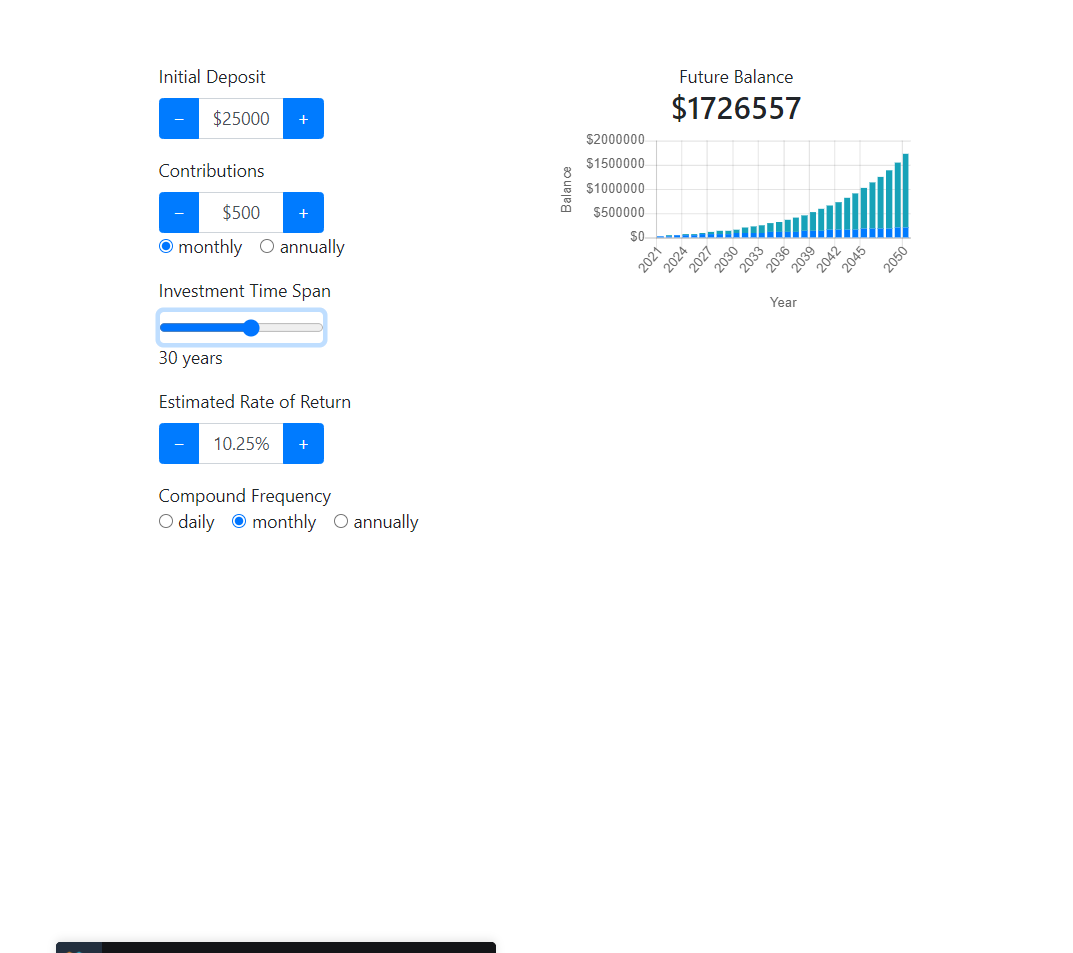 Initial Deposit
− $25000 +
Contributions
− $500 +
monthly annually
Investment Time Span
30 years
Estimated Rate of Return
− 10.25% +
Compound Frequency
daily monthly annually
Future Balance
$1726557
Balance
$2000000
$1500000
$1000000
$500000
$0
2021 2024 2027 2030 2033 2036 2039 2042 2045 2050
Year